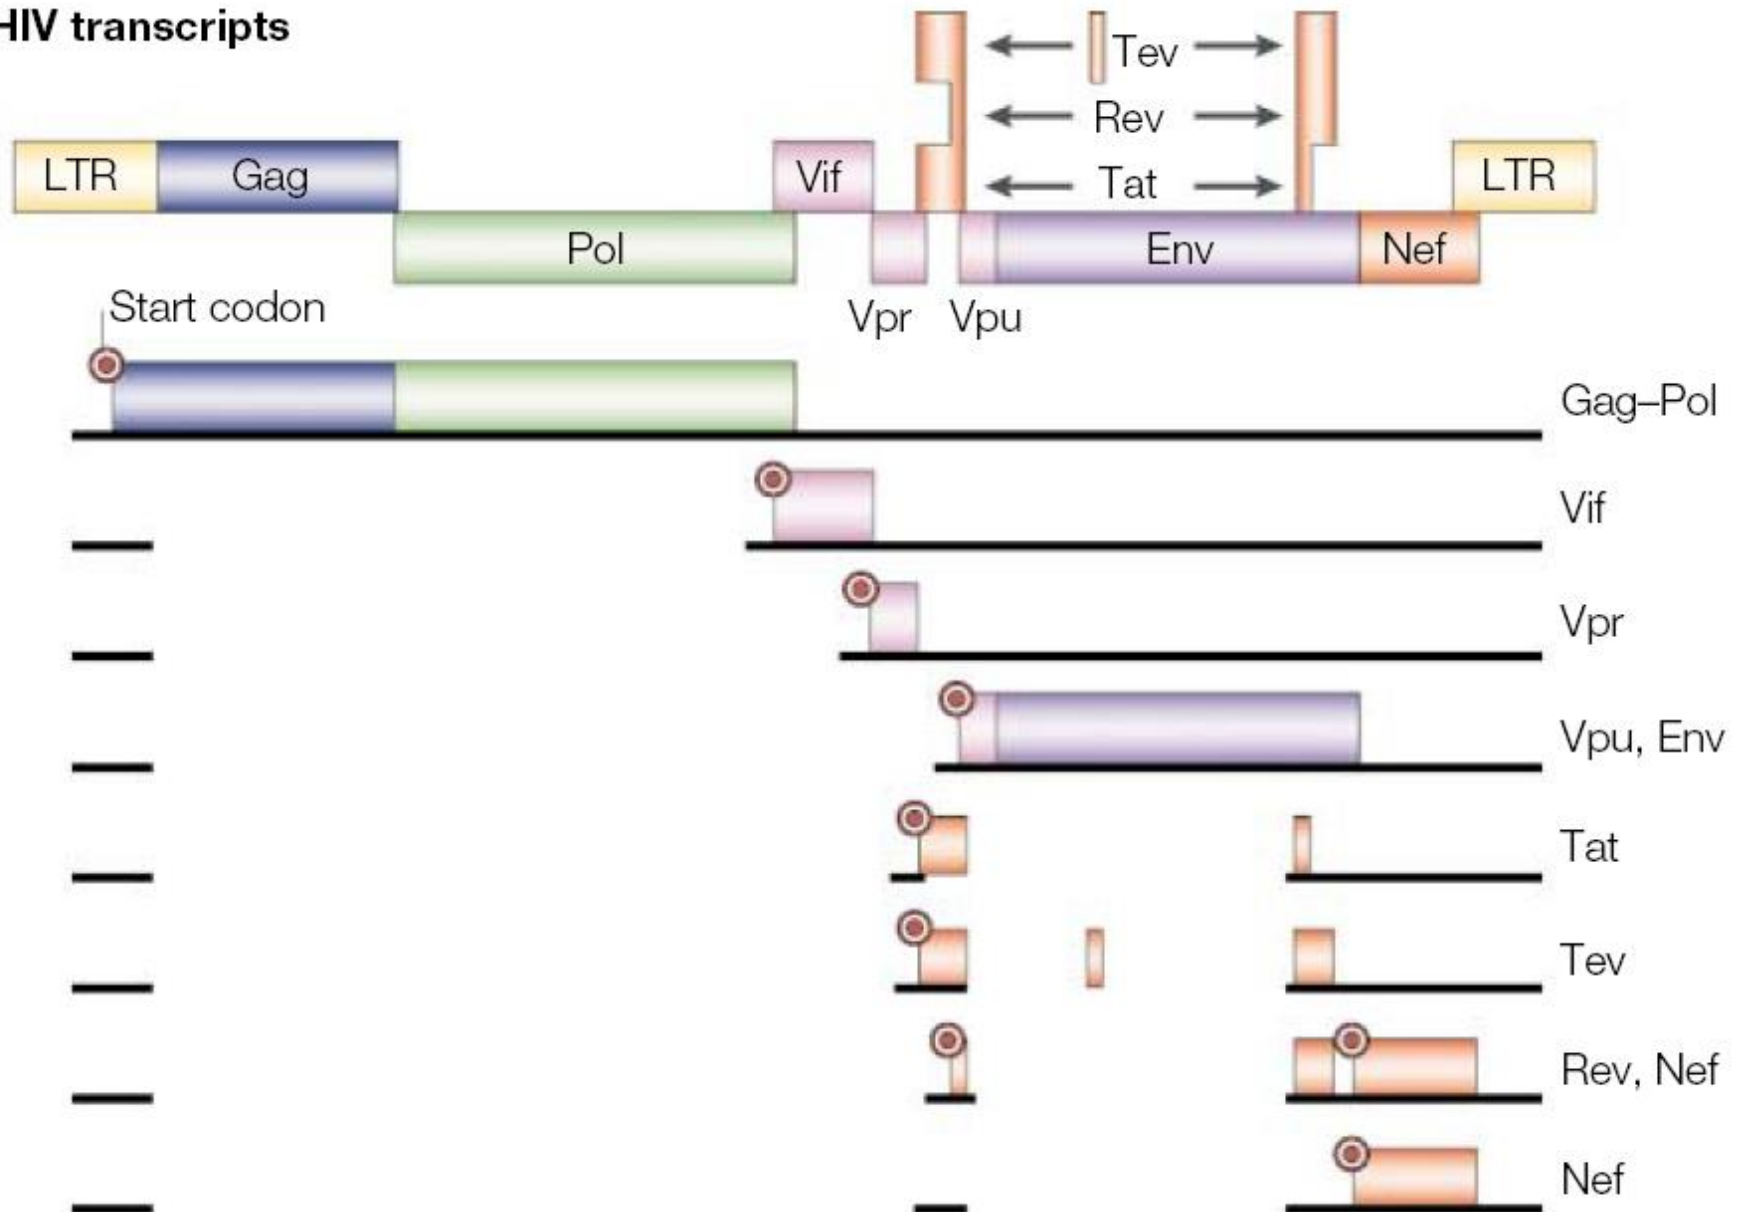 HIV transcripts
Tev
Rev
Tat
LTR
Gag
Vif
LTR
Pol
Env
Nef
Vpr
Vpu
Start codon
Gag–Pol
Vif
Vpr
Vpu, Env
Tat
Tev
Rev, Nef
Nef